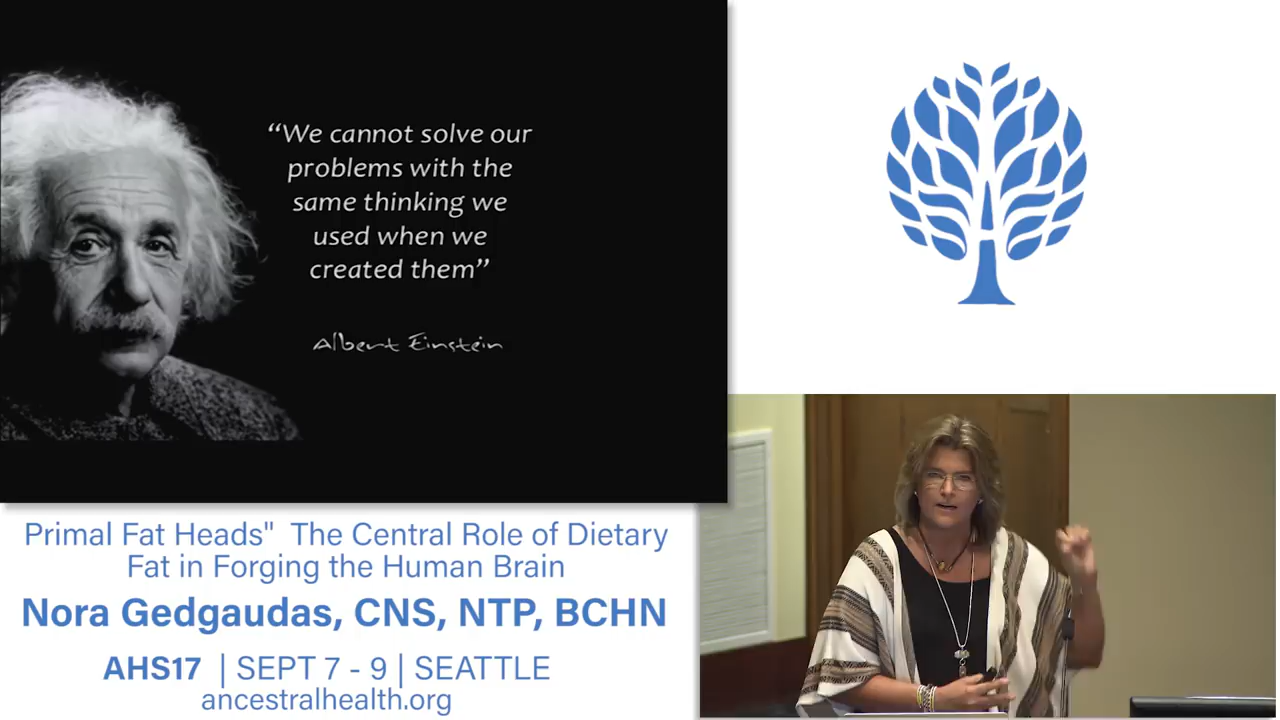 “We cannot solve our
problems with the
same thinking we
used when we
created them”
Albert Einstein
Primal Fat Heads" The Central Role of Dietary
Fat in Forging the Human Brain
Nora Gedgaudas, CNS, NTP, BCHN
AHS17 | SEPT 7 - 9 | SEATTLE
ancestralhealth.org